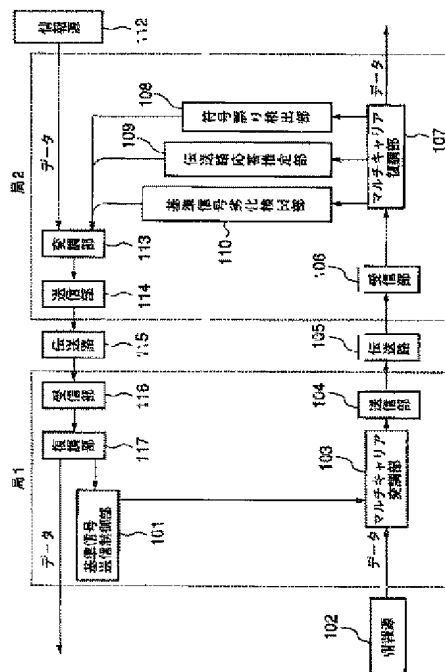 局1
局2
情報源
102
データ
マルチキャリア
変調部
103
送信部
104
伝送路
105
受信部
106
マルチキャリア
復調部
107
データ
符号誤り検出部
108
伝送路応答推定部
109
基準信号劣化検出部
110
情報源
112
データ
変調部
113
送信部
114
伝送路
115
受信部
116
復調部
117
データ
基準信号
送信制御部
101